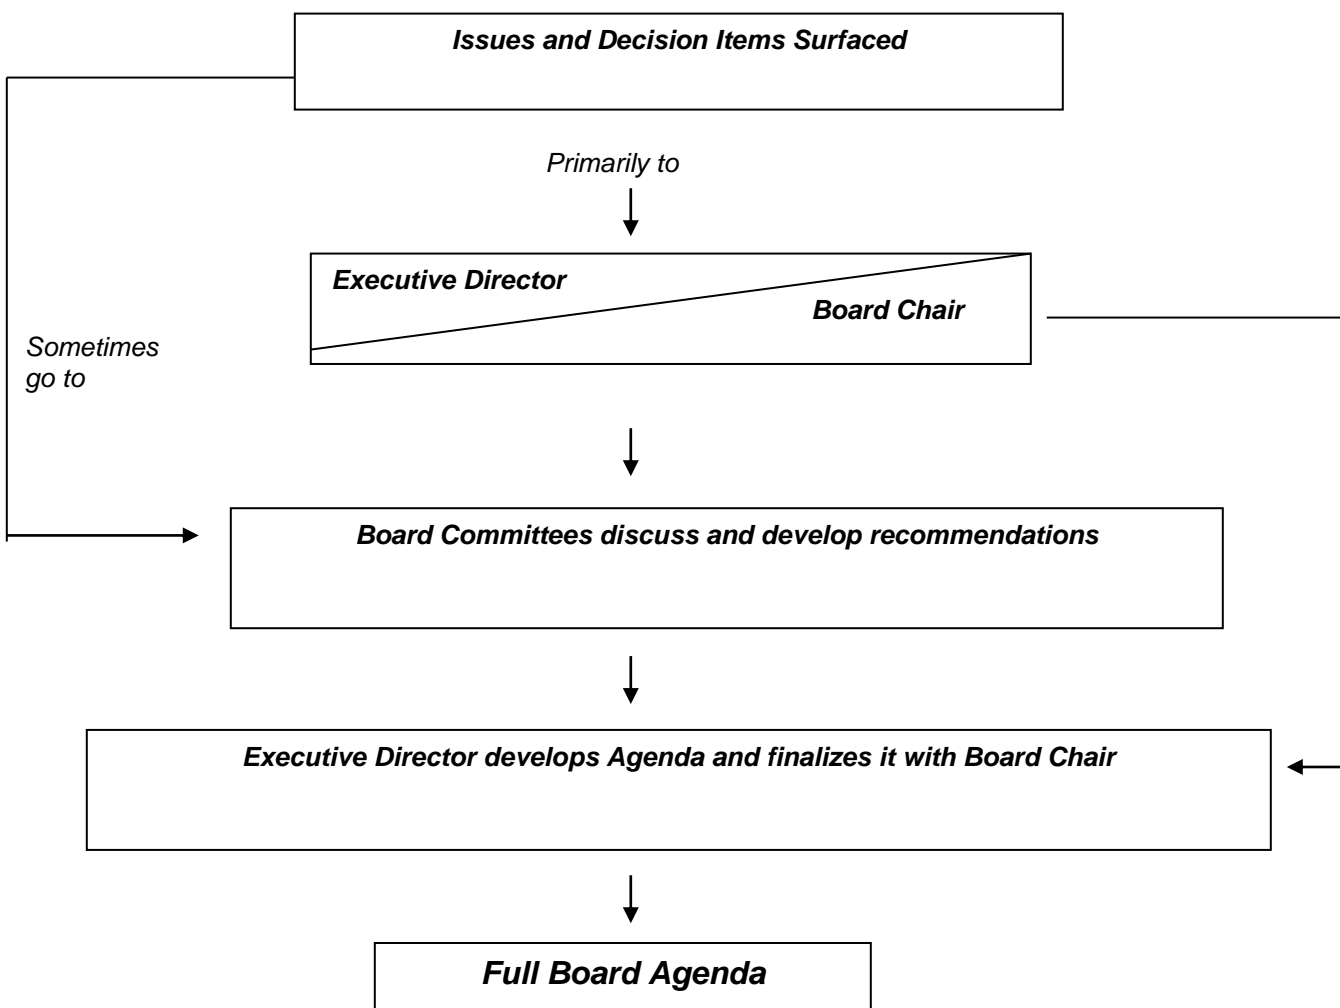 Issues and Decision Items Surfaced
Primarily to
Executive Director
Board Chair
Sometimes
go to
Board Committees discuss and develop recommendations
Executive Director develops Agenda and finalizes it with Board Chair
Full Board Agenda